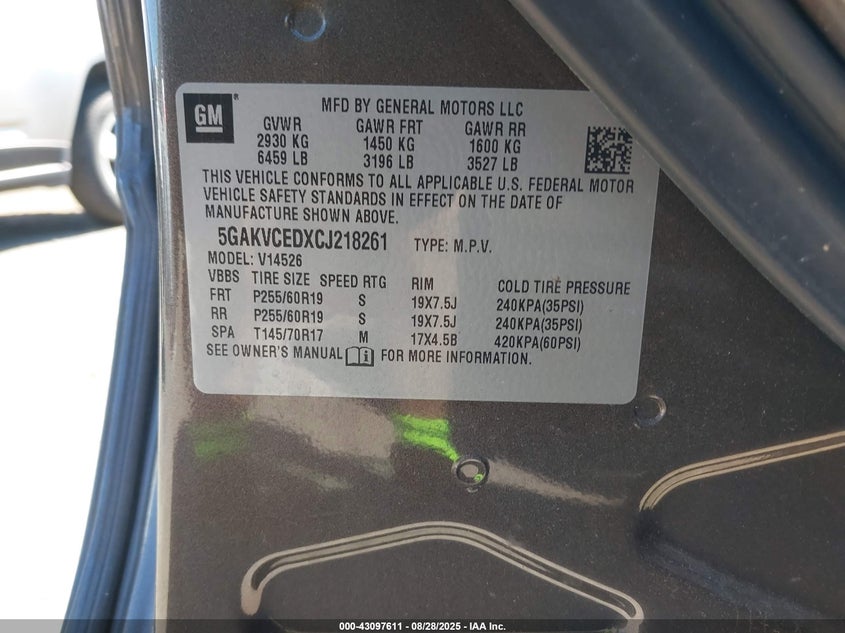 GM
MFD BY GENERAL MOTORS LLC
GVWR GAWR FRT GAWR RR
2930 KG 1450 KG 1600 KG
6459 LB 3196 LB 3527 LB
THIS VEHICLE CONFORMS TO ALL APPLICABLE U.S. FEDERAL MOTOR
VEHICLE SAFETY STANDARDS IN EFFECT ON THE DATE OF
MANUFACTURE SHOWN ABOVE.
5GAKVCEDXCJ218261 TYPE: M.P.V.
MODEL: V14526
VBBS TIRE SIZE SPEED RTG RIM COLD TIRE PRESSURE
FRT P255/60R19 S 19X7.5J 240KPA(35PSI)
RR P255/60R19 S 19X7.5J 240KPA(35PSI)
SPA T145/70R17 M 17X4.5B 420KPA(60PSI)
SEE OWNER'S MANUAL FOR MORE INFORMATION.
000-43097611 - 08/28/2025 - IAA Inc.